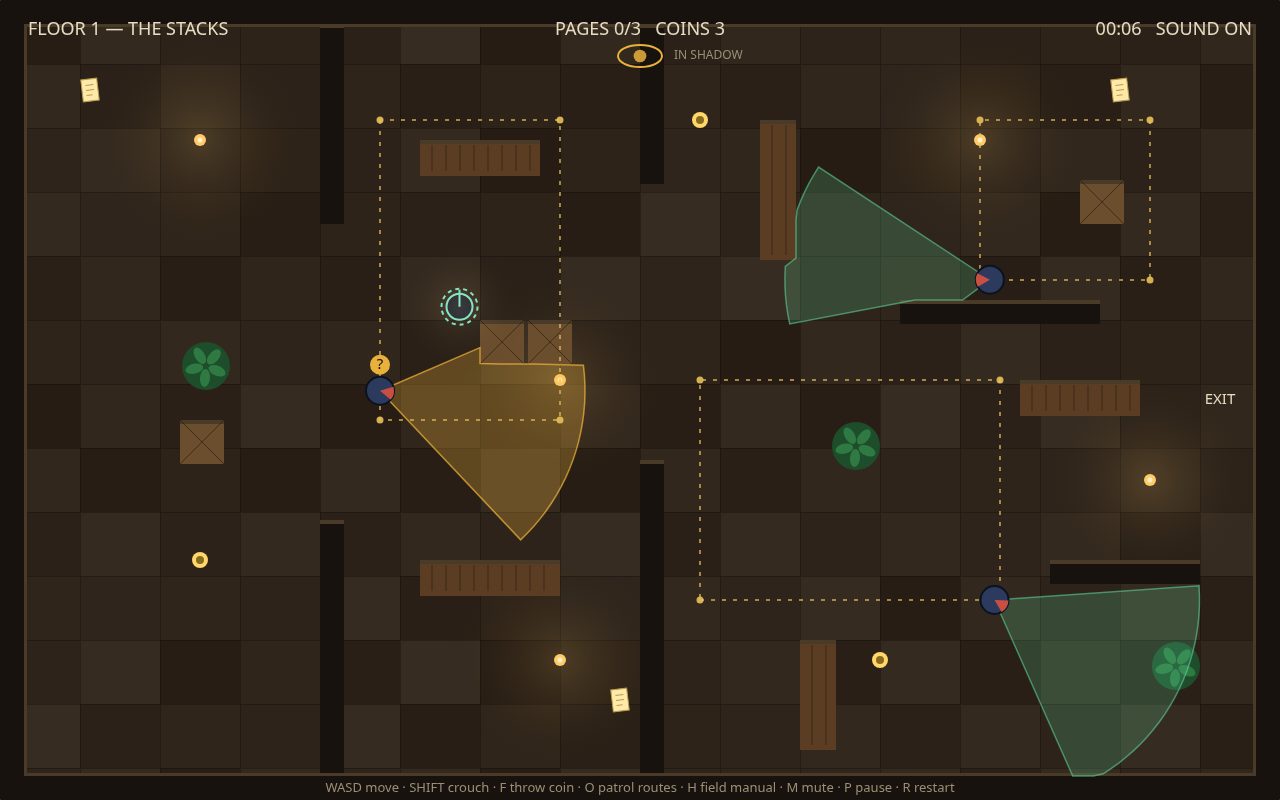 FLOOR 1 — THE STACKS
PAGES 0/3 COINS 3
00:06 SOUND ON
IN SHADOW
?
EXIT
WASD move · SHIFT crouch · F throw coin · O patrol routes · H field manual · M mute · P pause · R restart